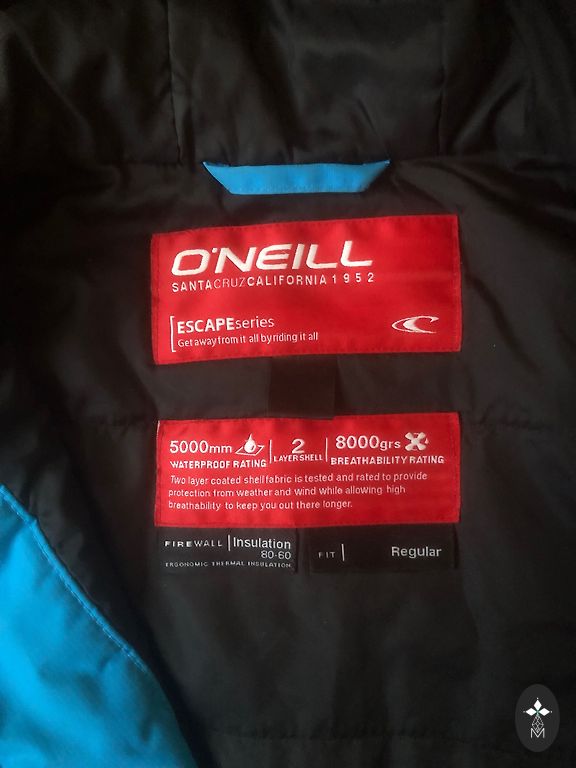 O'NEILL
SANTACRUZCALIFORNIA 1952
ESCAPEseries
Get away from it all by riding it all
5000mm
WATERPROOF RATING
2
LAYERSHELL
8000grs
BREATHABILITY RATING
Two layer coated shell fabric is tested and rated to provide
protection from weather and wind while allowing high
breathability to keep you out there longer.
FIREWALL Insulation
80-60
ERGONOMIC THERMAL INSULATION
FIT Regular
M